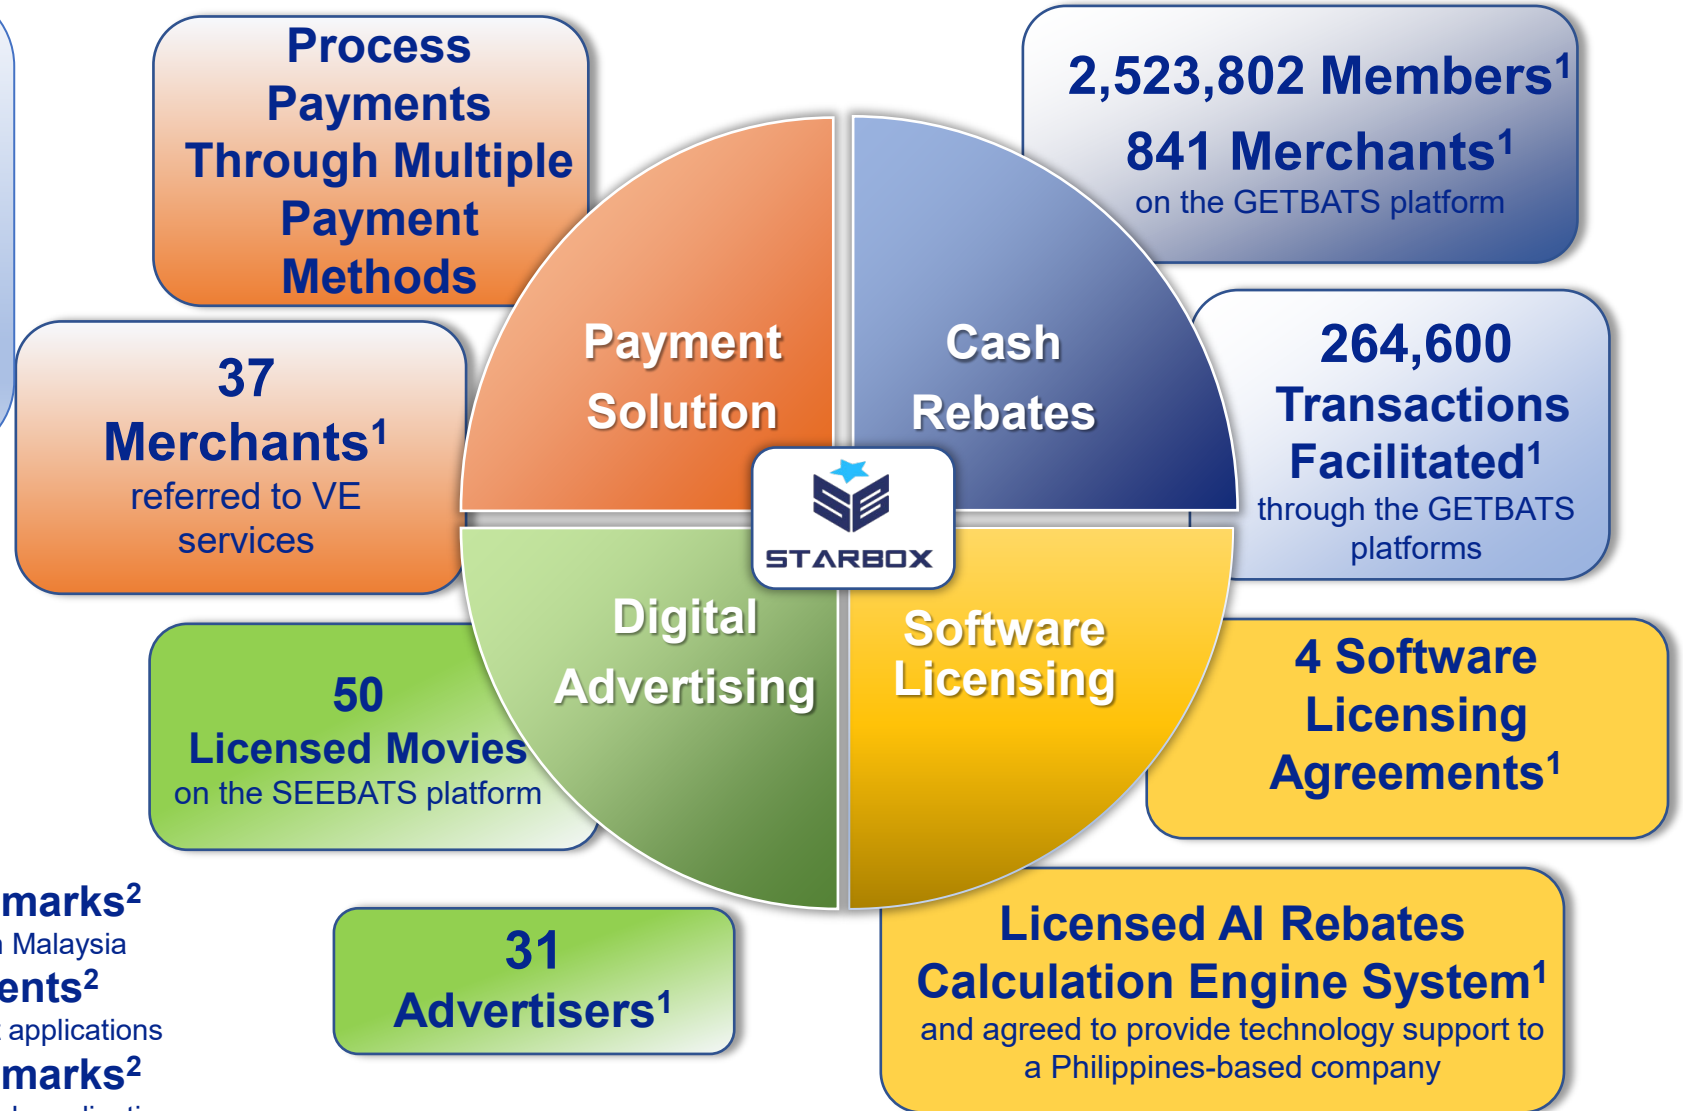 Process
Payments
Through Multiple
Payment
Methods
2,523,802 Members¹
841 Merchants¹
on the GETBATS platform
37
Merchants¹
referred to VE
services
Payment
Solution
Cash
Rebates
264,600
Transactions
Facilitated¹
through the GETBATS
platforms
STARBOX
50
Licensed Movies
on the SEEBATS platform
Digital
Advertising
Software
Licensing
4 Software
Licensing
Agreements¹
31
Advertisers¹
Licensed AI Rebates
Calculation Engine System¹
and agreed to provide technology support to
a Philippines-based company
marks²
Malaysia
ents²
applications
marks²